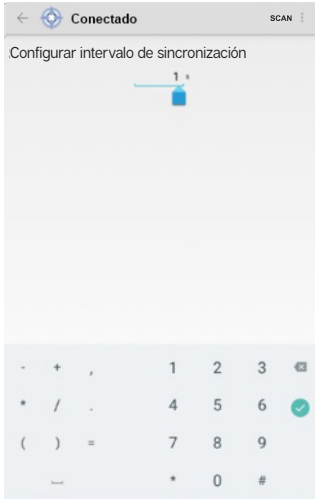 Conectado SCAN
.Configurar intervalo de sincronización
1 s
- + , 1 2 3
* / . 4 5 6
( ) = 7 8 9
* 0 #